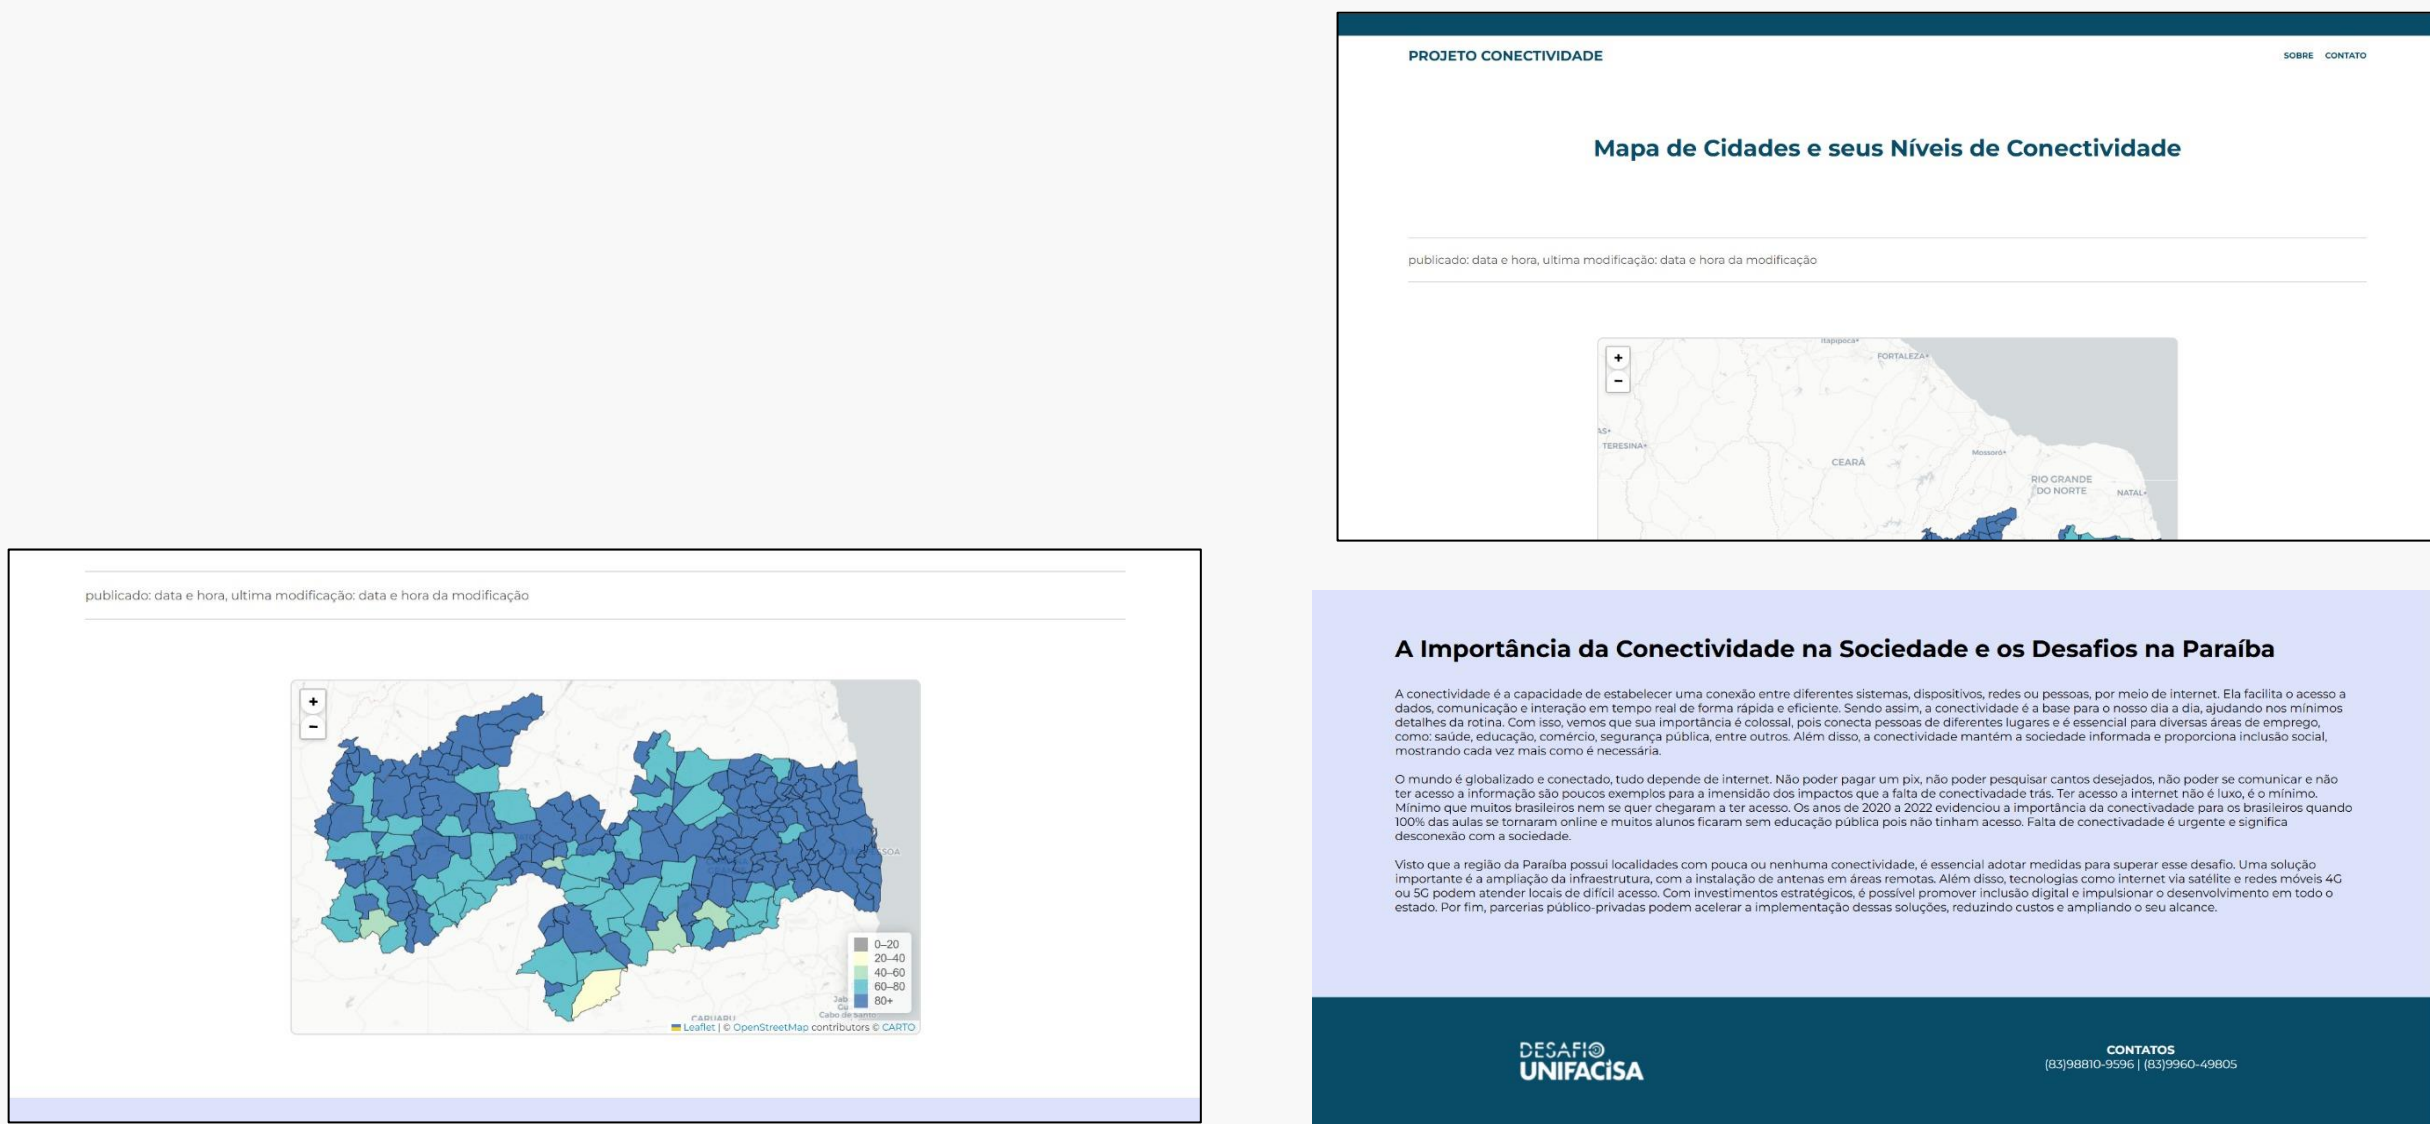 PROJETO CONECTIVIDADE
SOBRE CONTATO
Mapa de Cidades e seus Níveis de Conectividade
publicado: data e hora, ultima modificação: data e hora da modificação
+
−
Itapipoca
FORTALEZA
AS
TERESINA
CEARÁ
Mossoró
RIO GRANDE
DO NORTE
NATAL
publicado: data e hora, ultima modificação: data e hora da modificação
+
−
SOA
0–20
20–40
40–60
60–80
80+
Jab
Cabo de Santo
CARUARU
Leaflet | © OpenStreetMap contributors © CARTO
A Importância da Conectividade na Sociedade e os Desafios na Paraíba
A conectividade é a capacidade de estabelecer uma conexão entre diferentes sistemas, dispositivos, redes ou pessoas, por meio de internet. Ela facilita o acesso a
dados, comunicação e interação em tempo real de forma rápida e eficiente. Sendo assim, a conectividade é a base para o nosso dia a dia, ajudando nos mínimos
detalhes da rotina. Com isso, vemos que sua importância é colossal, pois conecta pessoas de diferentes lugares e é essencial para diversas áreas de emprego,
como: saúde, educação, comércio, segurança pública, entre outros. Além disso, a conectividade mantém a sociedade informada e proporciona inclusão social,
mostrando cada vez mais como é necessária.
O mundo é globalizado e conectado, tudo depende de internet. Não poder pagar um pix, não poder pesquisar cantos desejados, não poder se comunicar e não
ter acesso a informação são poucos exemplos para a imensidão dos impactos que a falta de conectivadade trás. Ter acesso a internet não é luxo, é o mínimo.
Mínimo que muitos brasileiros nem se quer chegaram a ter acesso. Os anos de 2020 a 2022 evidenciou a importância da conectivadade para os brasileiros quando
100% das aulas se tornaram online e muitos alunos ficaram sem educação pública pois não tinham acesso. Falta de conectivadade é urgente e significa
desconexão com a sociedade.
Visto que a região da Paraíba possui localidades com pouca ou nenhuma conectividade, é essencial adotar medidas para superar esse desafio. Uma solução
importante é a ampliação da infraestrutura, com a instalação de antenas em áreas remotas. Além disso, tecnologias como internet via satélite e redes móveis 4G
ou 5G podem atender locais de difícil acesso. Com investimentos estratégicos, é possível promover inclusão digital e impulsionar o desenvolvimento em todo o
estado. Por fim, parcerias público-privadas podem acelerar a implementação dessas soluções, reduzindo custos e ampliando o seu alcance.
DESAFIO
UNIFACISA
CONTATOS
(83)98810-9596 | (83)9960-49805